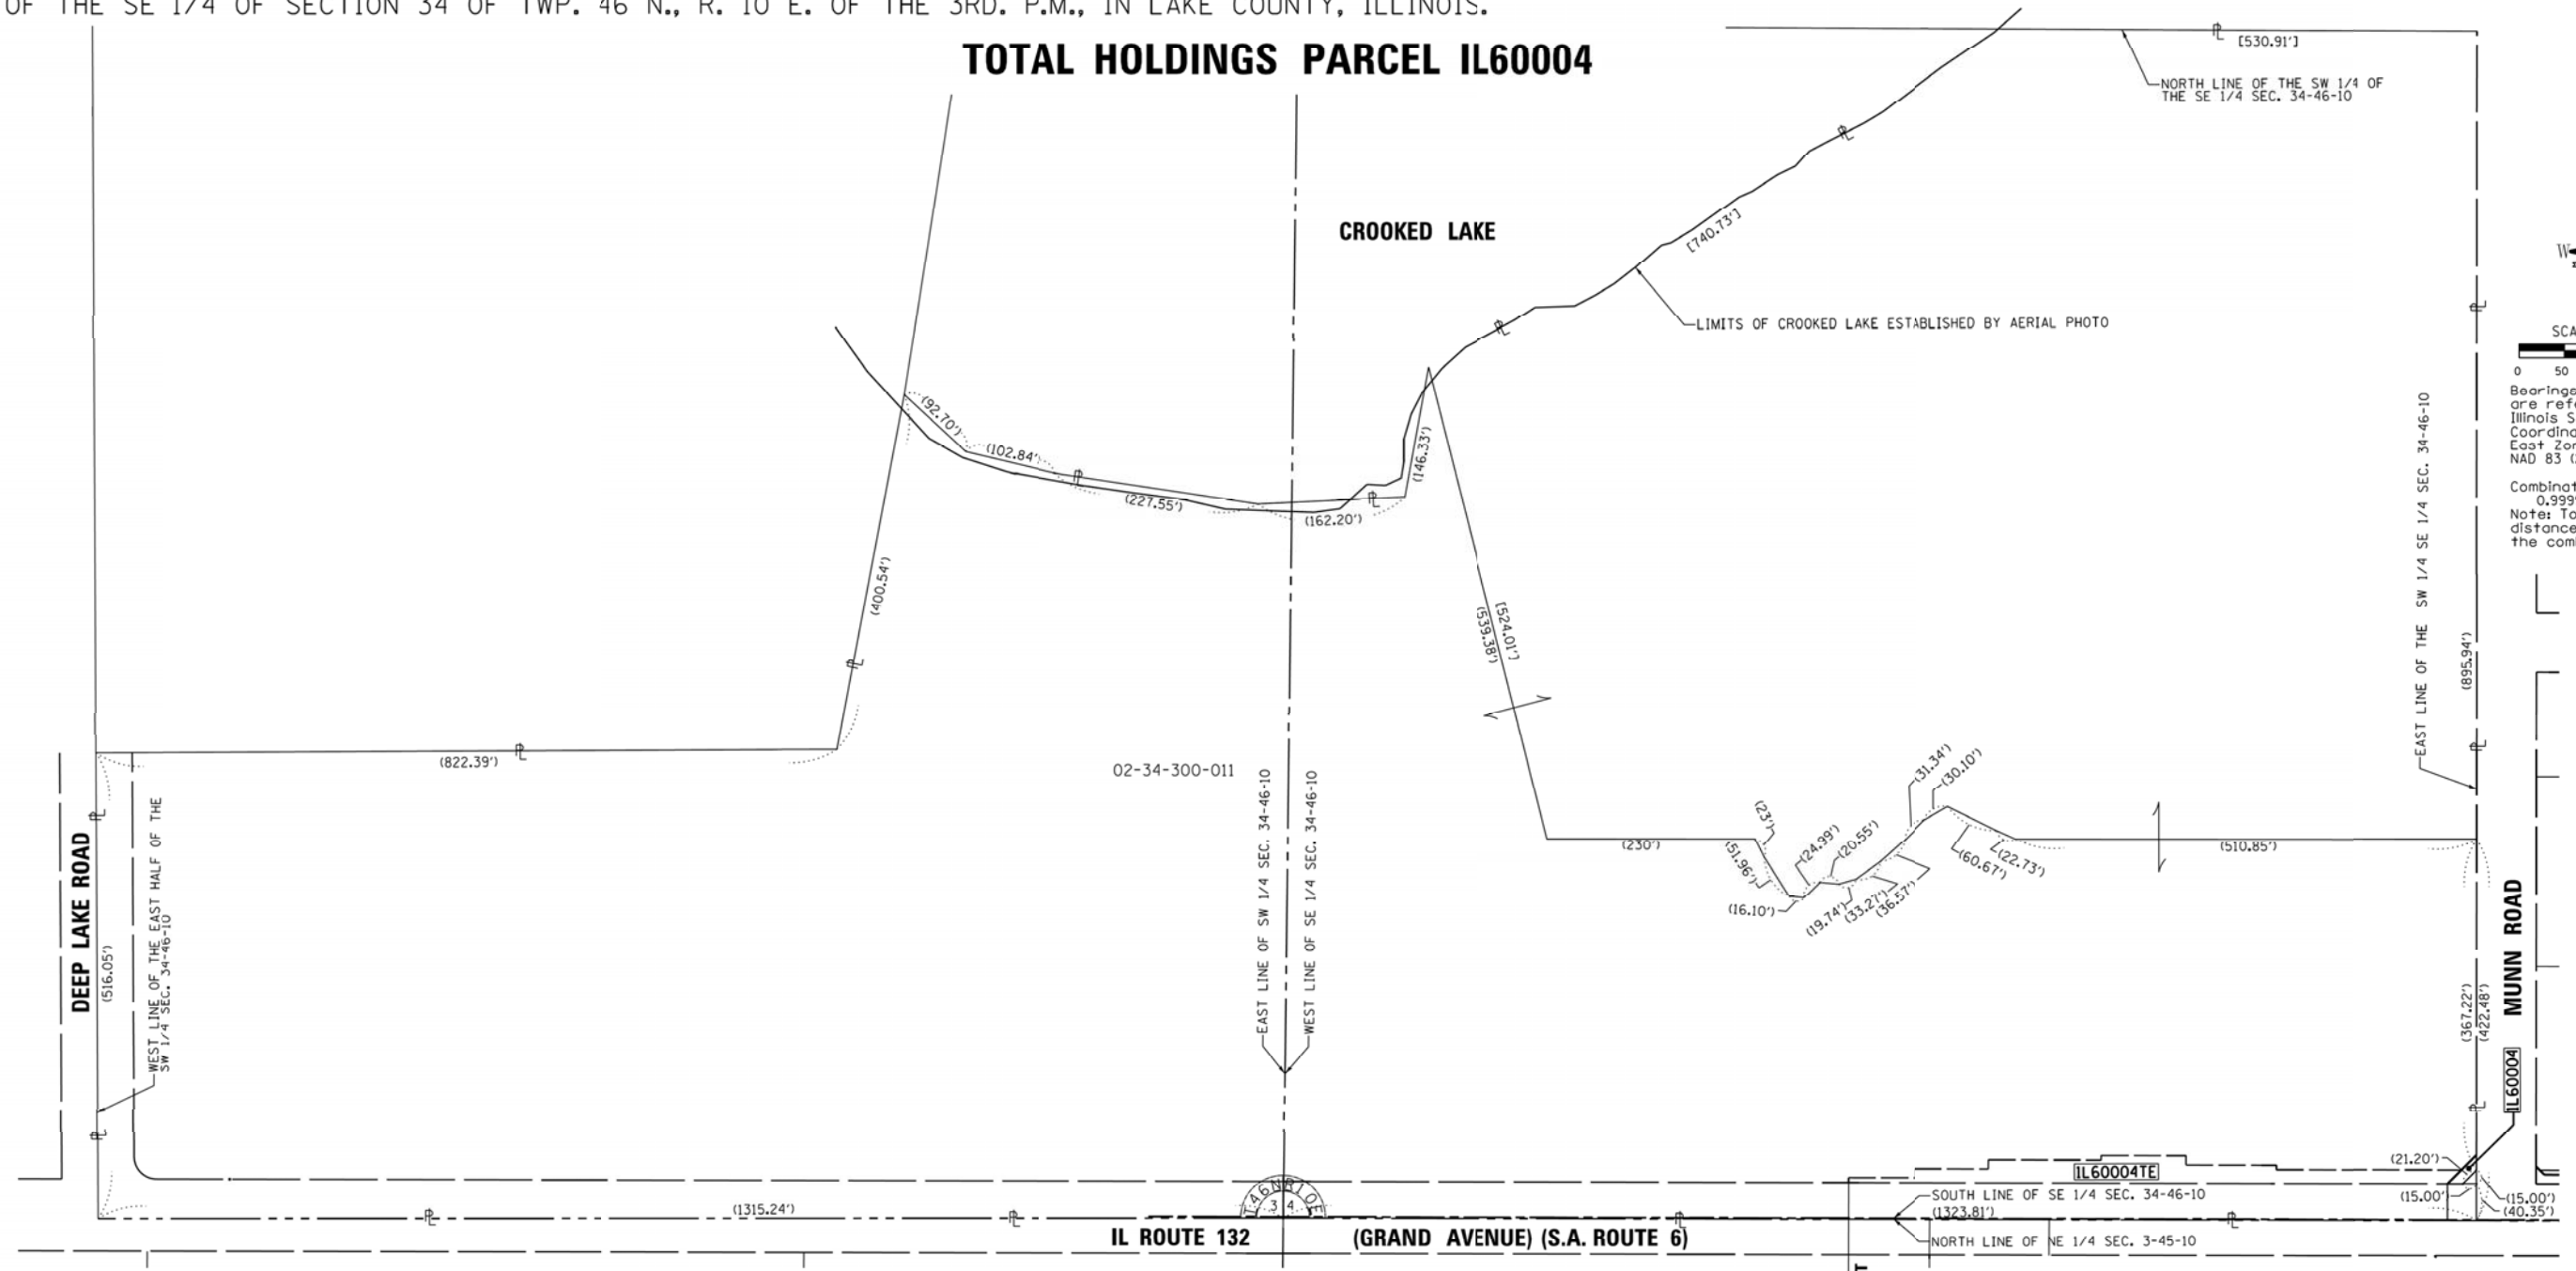 OF THE SE 1/4 OF SECTION 34 OF TWP. 46 N., R. 10 E. OF THE 3RD. P.M., IN LAKE COUNTY, ILLINOIS.
TOTAL HOLDINGS PARCEL IL60004
[530.91']
NORTH LINE OF THE SW 1/4 OF
THE SE 1/4 SEC. 34-46-10
CROOKED LAKE
[740.73']
LIMITS OF CROOKED LAKE ESTABLISHED BY AERIAL PHOTO
W
SCA
0 50
Bearings
are ref
Illinois S
Coordina
East Zon
NAD 83 (
Combinat
0.999
Note: To
distance
the com
(92.70')
(102.84')
(227.55')
(162.20')
(146.33')
(400.54')
[524.01']
(539.38')
EAST LINE OF THE SW 1/4 SE 1/4 SEC. 34-46-10
(895.94')
(822.39')
02-34-300-011
EAST LINE OF SW 1/4 SEC. 34-46-10
WEST LINE OF SE 1/4 SEC. 34-46-10
(230')
(23')
(51.96')
(16.10')
(24.99')
(20.55')
(19.74')
(33.27')
(36.57')
(31.34')
(30.10')
(60.67')
(22.73')
(510.85')
DEEP LAKE ROAD
(516.05')
WEST LINE OF THE EAST HALF OF THE
SW 1/4 SEC. 34-46-10
(367.22')
(422.48')
MUNN ROAD
IL60004
(21.20')
IL60004TE
(15.00')
(15.00')
(40.35')
SOUTH LINE OF SE 1/4 SEC. 34-46-10
(1323.81')
(1315.24')
T46NR10E
34
IL ROUTE 132 (GRAND AVENUE) (S.A. ROUTE 6)
NORTH LINE OF NE 1/4 SEC. 3-45-10
T